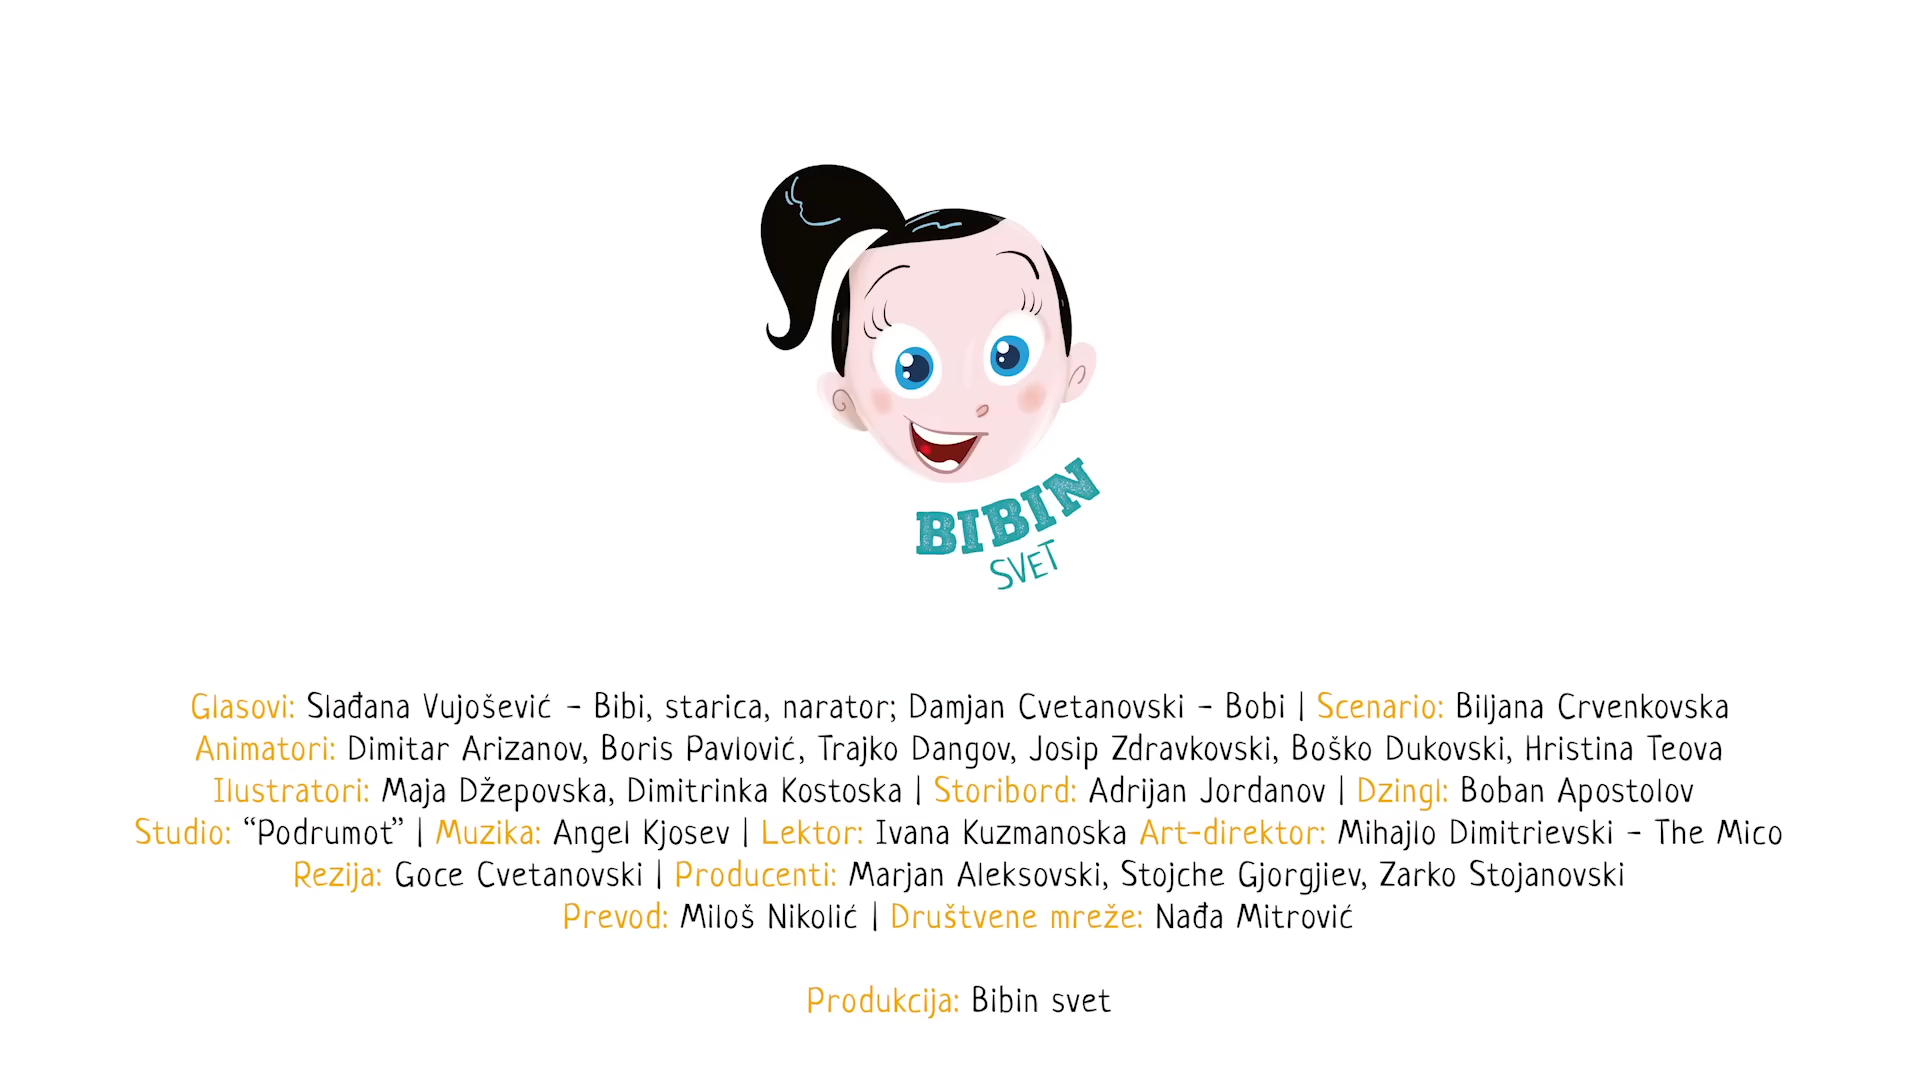 BIBIN
SVET
Glasovi: Slađana Vujošević - Bibi, starica, narator; Damjan Cvetanovski - Bobi | Scenario: Biljana Crvenkovska
Animatori: Dimitar Arizanov, Boris Pavlović, Trajko Dangov, Josip Zdravkovski, Boško Dukovski, Hristina Teova
Ilustratori: Maja Džepovska, Dimitrinka Kostoska | Storibord: Adrijan Jordanov | Dzingl: Boban Apostolov
Studio: “Podrumot” | Muzika: Angel Kjosev | Lektor: Ivana Kuzmanoska Art-direktor: Mihajlo Dimitrievski - The Mico
Rezija: Goce Cvetanovski | Producenti: Marjan Aleksovski, Stojche Gjorgjiev, Zarko Stojanovski
Prevod: Miloš Nikolić | Društvene mreže: Nađa Mitrović
Produkcija: Bibin svet